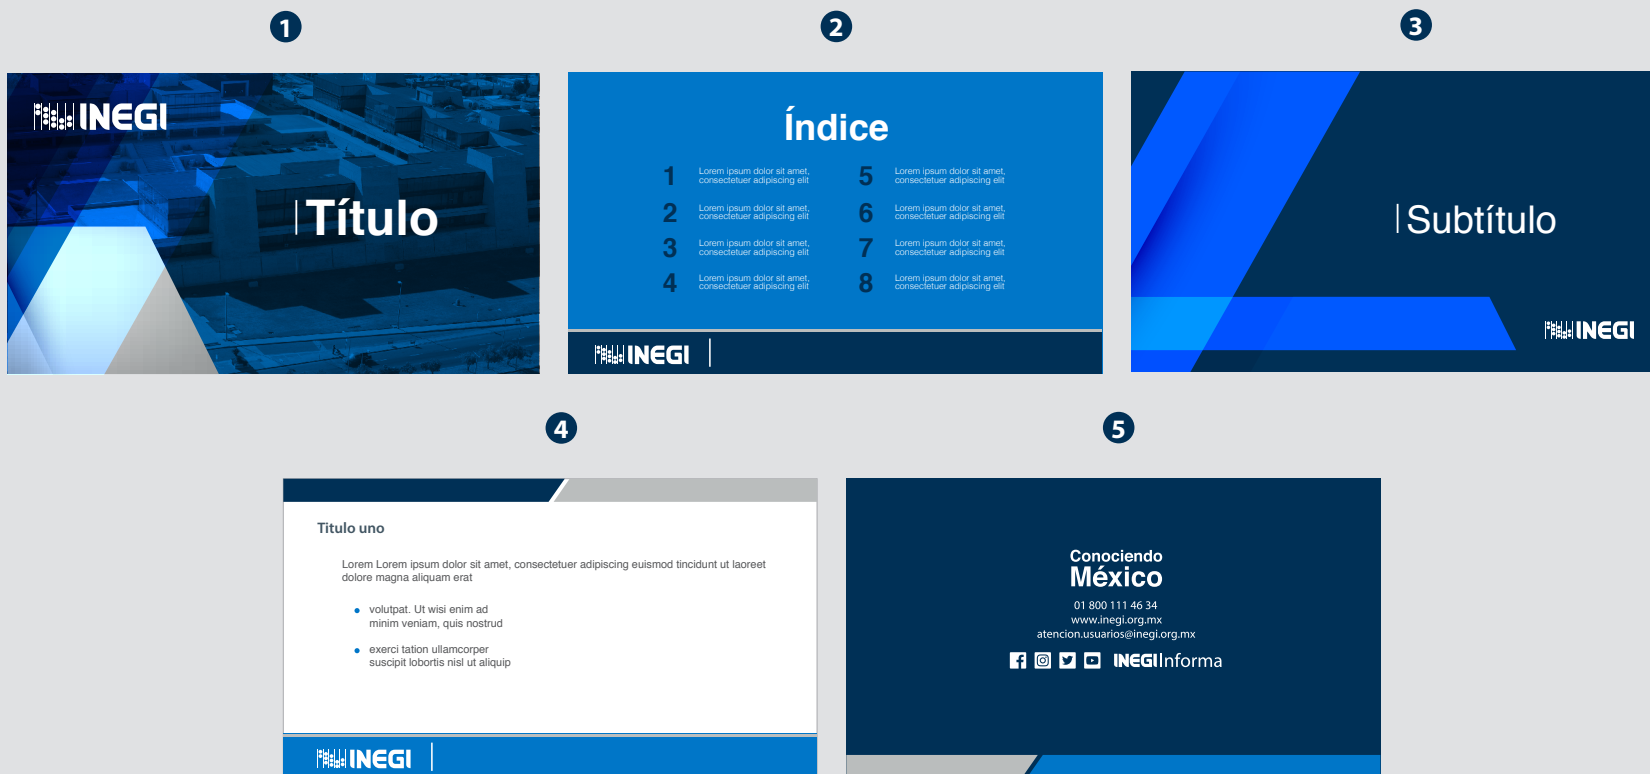 1
2
3
INEGI
Título
Índice
1 Lorem ipsum dolor sit amet,
consectetuer adipiscing elit
2 Lorem ipsum dolor sit amet,
consectetuer adipiscing elit
3 Lorem ipsum dolor sit amet,
consectetuer adipiscing elit
4 Lorem ipsum dolor sit amet,
consectetuer adipiscing elit
5 Lorem ipsum dolor sit amet,
consectetuer adipiscing elit
6 Lorem ipsum dolor sit amet,
consectetuer adipiscing elit
7 Lorem ipsum dolor sit amet,
consectetuer adipiscing elit
8 Lorem ipsum dolor sit amet,
consectetuer adipiscing elit
INEGI
Subtítulo
INEGI
4
5
Titulo uno
Lorem Lorem ipsum dolor sit amet, consectetuer adipiscing euismod tincidunt ut laoreet
dolore magna aliquam erat
• volutpat. Ut wisi enim ad
minim veniam, quis nostrud
• exerci tation ullamcorper
suscipit lobortis nisl ut aliquip
INEGI
Conociendo
México
01 800 111 46 34
www.inegi.org.mx
atencion.usuarios@inegi.org.mx
INEGI Informa